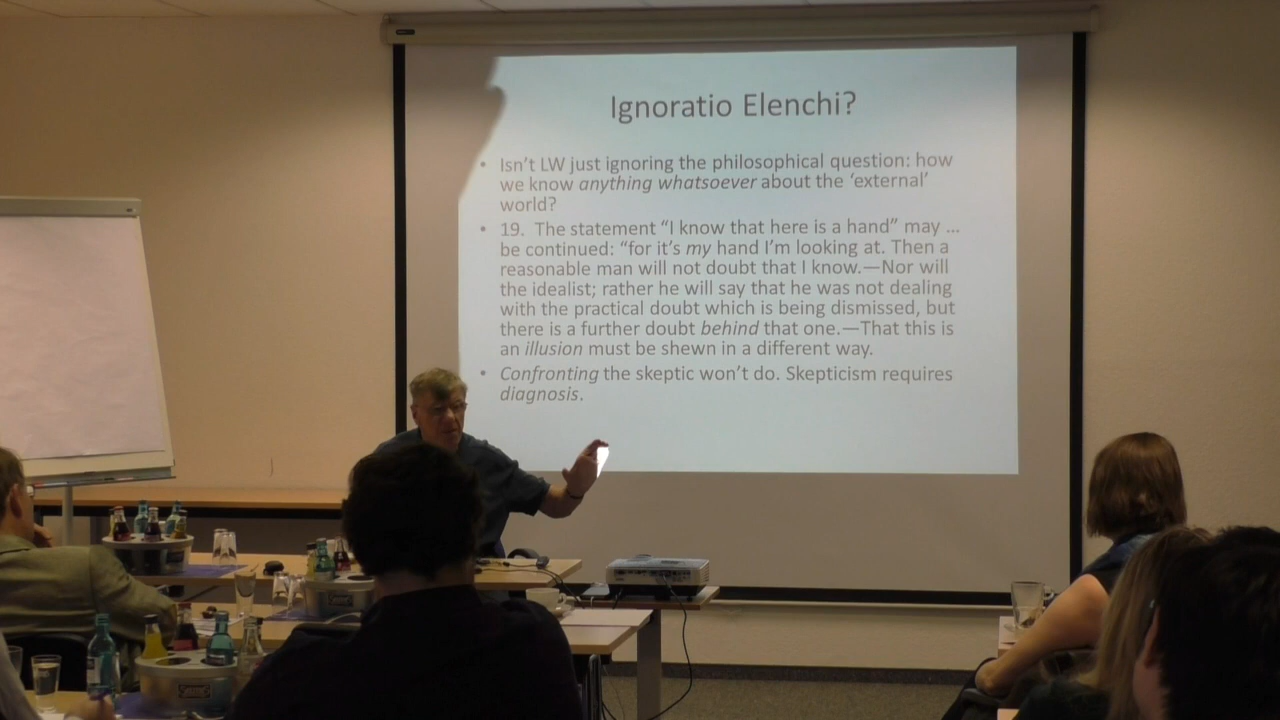 Ignoratio Elenchi?
• Isn't LW just ignoring the philosophical question: how
we know anything whatsoever about the 'external'
world?
• 19. The statement “I know that here is a hand” may ...
be continued: “for it's my hand I'm looking at. Then a
reasonable man will not doubt that I know.—Nor will
the idealist; rather he will say that he was not dealing
with the practical doubt which is being dismissed, but
there is a further doubt behind that one.—That this is
an illusion must be shewn in a different way.
• Confronting the skeptic won't do. Skepticism requires
diagnosis.